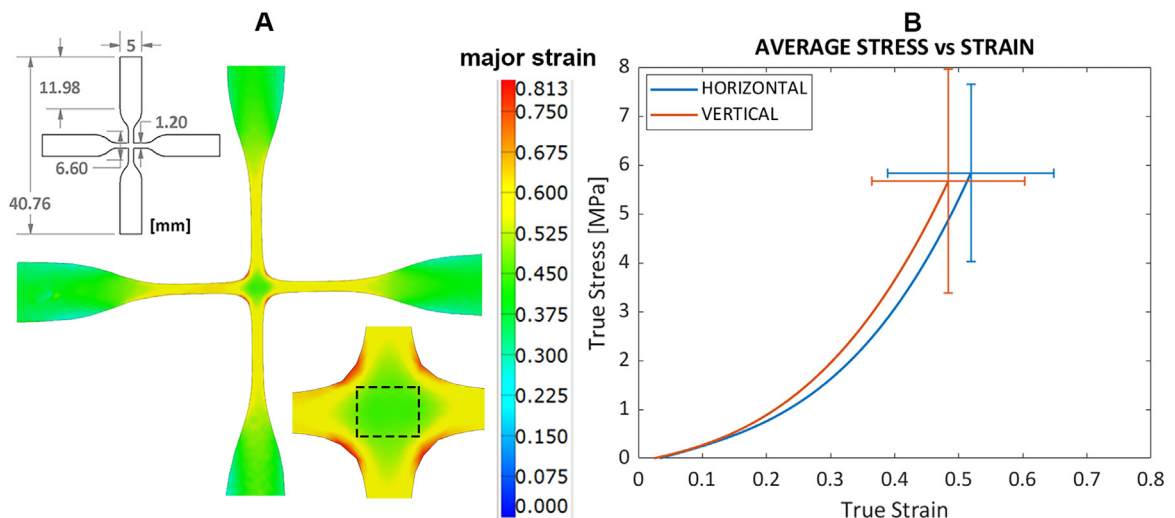 A
5
11.98
1.20
6.60
40.76
[mm]
major strain
0.813
0.750
0.675
0.600
0.525
0.450
0.375
0.300
0.225
0.150
0.075
0.000
B
AVERAGE STRESS vs STRAIN
HORIZONTAL
VERTICAL
True Stress [MPa]
8
7
6
5
4
3
2
1
0
0 0.1 0.2 0.3 0.4 0.5 0.6 0.7 0.8
True Strain